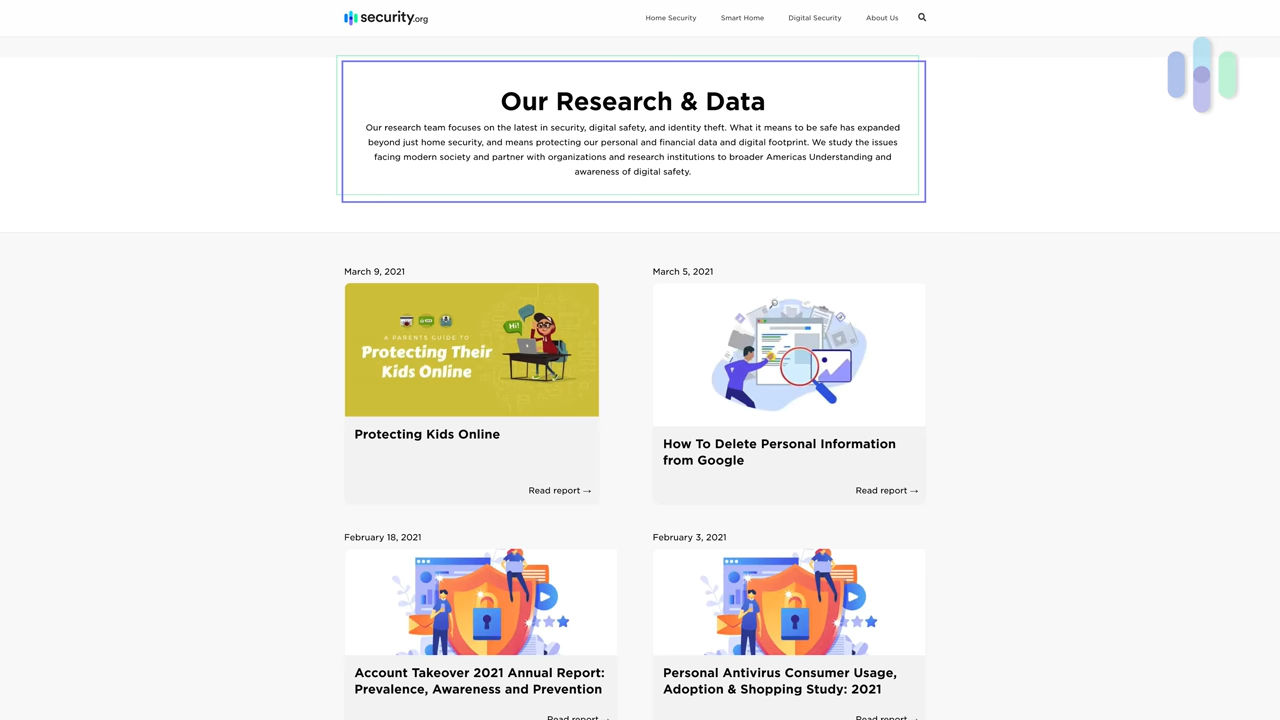 security.org
Home Security
Smart Home
Digital Security
About Us
Our Research & Data
Our research team focuses on the latest in security, digital safety, and identity theft. What it means to be safe has expanded
beyond just home security, and means protecting our personal and financial data and digital footprint. We study the issues
facing modern society and partner with organizations and research institutions to broader Americas Understanding and
awareness of digital safety.
March 9, 2021
Hi!
A PARENTS GUIDE TO
Protecting Their
Kids Online
Protecting Kids Online
Read report →
March 5, 2021
How To Delete Personal Information
from Google
Read report →
February 18, 2021
Account Takeover 2021 Annual Report:
Prevalence, Awareness and Prevention
Read report →
February 3, 2021
Personal Antivirus Consumer Usage,
Adoption & Shopping Study: 2021
Read report →